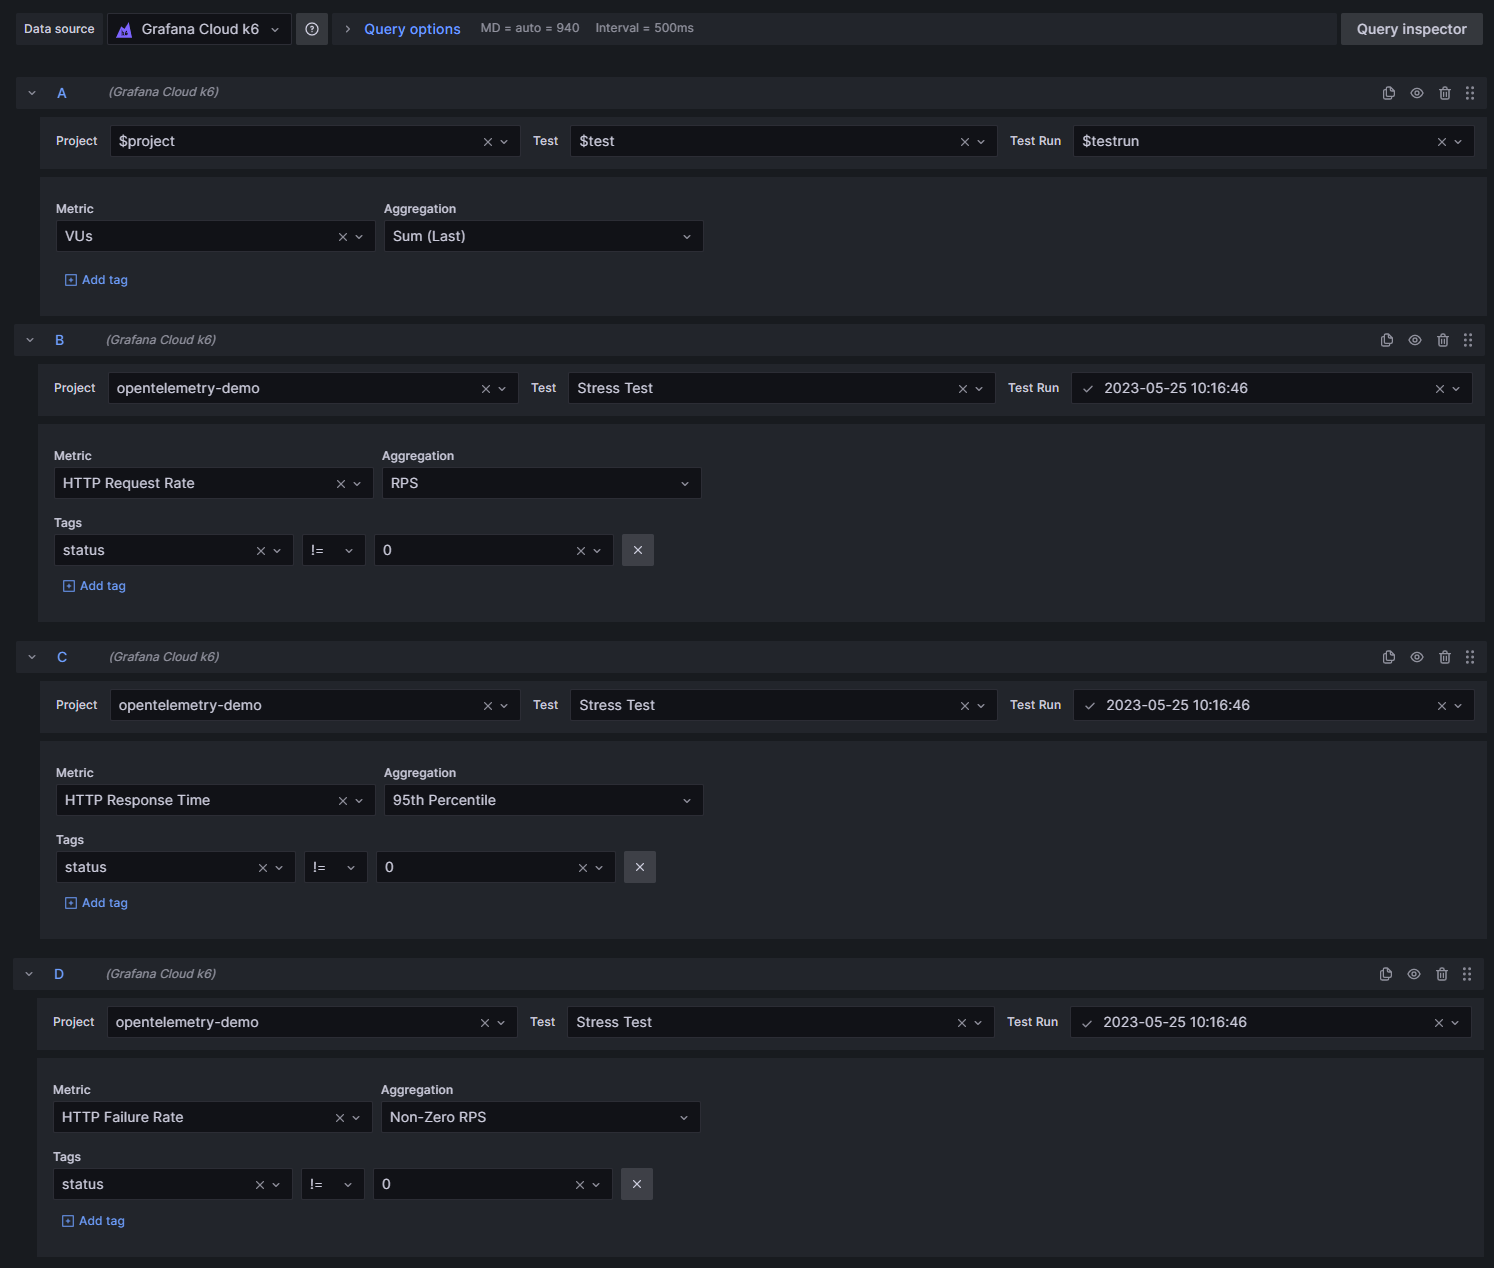 Data source Grafana Cloud k6 Query options MD = auto = 940 Interval = 500ms Query inspector
A (Grafana Cloud k6)
Project $project Test $test Test Run $testrun
Metric Aggregation
VUs Sum (Last)
Add tag
B (Grafana Cloud k6)
Project opentelemetry-demo Test Stress Test Test Run 2023-05-25 10:16:46
Metric Aggregation
HTTP Request Rate RPS
Tags
status != 0
Add tag
C (Grafana Cloud k6)
Project opentelemetry-demo Test Stress Test Test Run 2023-05-25 10:16:46
Metric Aggregation
HTTP Response Time 95th Percentile
Tags
status != 0
Add tag
D (Grafana Cloud k6)
Project opentelemetry-demo Test Stress Test Test Run 2023-05-25 10:16:46
Metric Aggregation
HTTP Failure Rate Non-Zero RPS
Tags
status != 0
Add tag